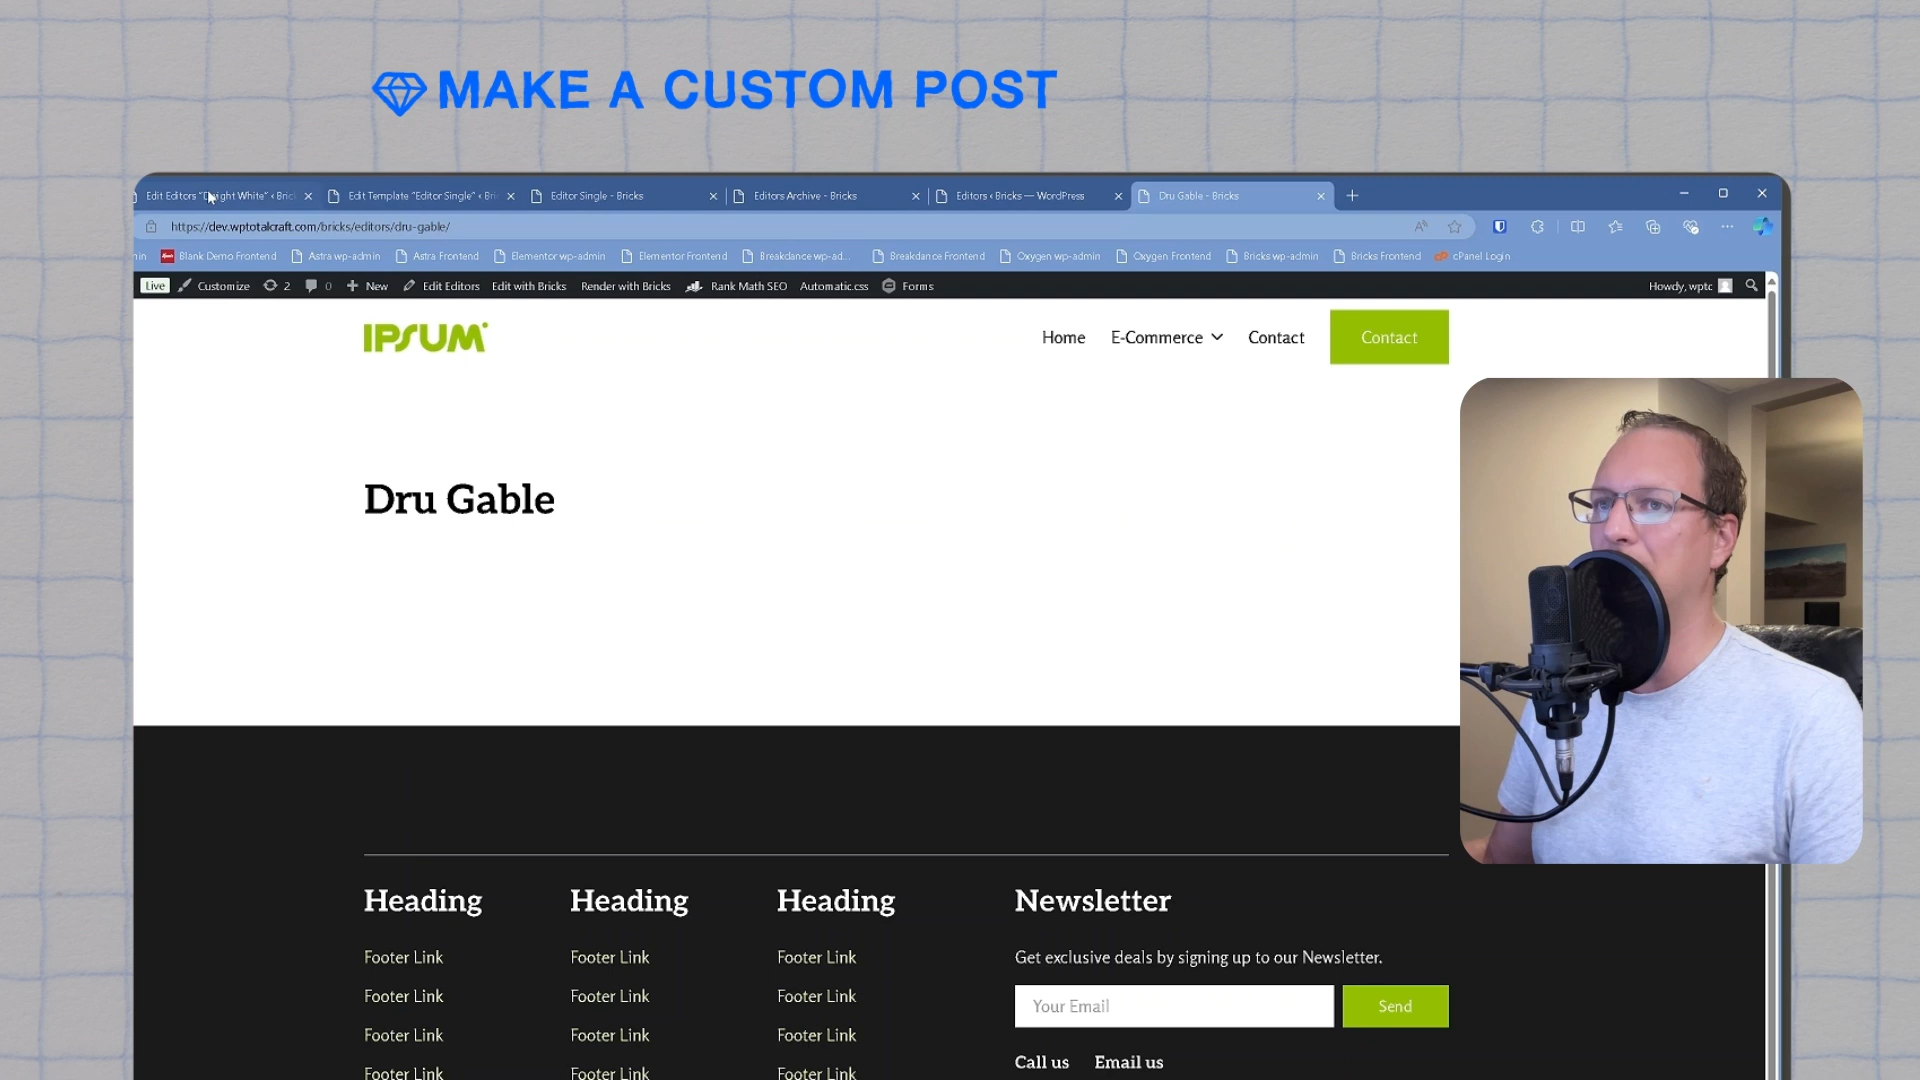 MAKE A CUSTOM POST
Edit Editors "Dwight White" ‹ Bric
Edit Template "Editor Single" ‹ Bri
Editor Single - Bricks
Editors Archive - Bricks
Editors ‹ Bricks — WordPress
Dru Gable - Bricks
https://dev.wptotalcraft.com/bricks/editors/dru-gable/
Blank Demo Frontend
Astra wp-admin
Astra Frontend
Elementor wp-admin
Elementor Frontend
Breakdance wp-ad...
Breakdance Frontend
Oxygen wp-admin
Oxygen Frontend
Bricks wp-admin
Bricks Frontend
cPanel Login
Live Customize 2 0 New Edit Editors Edit with Bricks Render with Bricks Rank Math SEO Automatic.css Forms Howdy, wptc
IPSUM
Home E-Commerce Contact Contact
Dru Gable
Heading Heading Heading Newsletter
Footer Link Footer Link Footer Link Get exclusive deals by signing up to our Newsletter.
Footer Link Footer Link Footer Link Your Email Send
Footer Link Footer Link Footer Link
Call us Email us
Footer Link Footer Link Footer Link